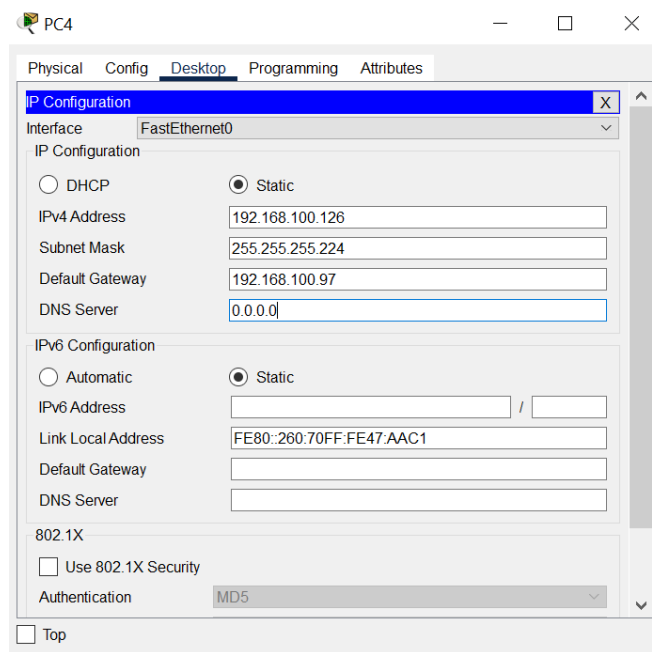 PC4
Physical Config Desktop Programming Attributes
IP Configuration X
Interface FastEthernet0
IP Configuration
DHCP Static
IPv4 Address 192.168.100.126
Subnet Mask 255.255.255.224
Default Gateway 192.168.100.97
DNS Server 0.0.0.0
IPv6 Configuration
Automatic Static
IPv6 Address /
Link Local Address FE80::260:70FF:FE47:AAC1
Default Gateway
DNS Server
802.1X
Use 802.1X Security
Authentication MD5
Top